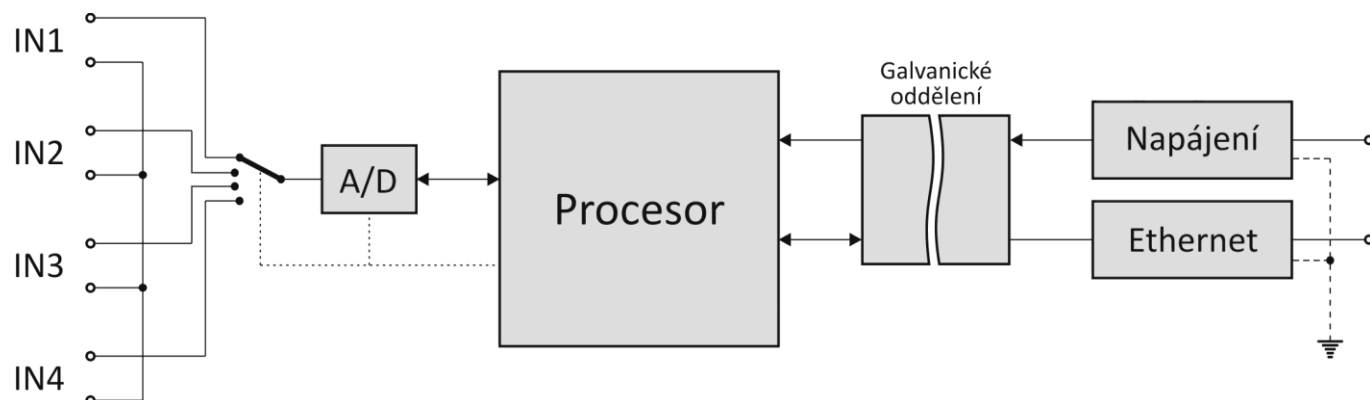 IN1
IN2
IN3
IN4
A/D
Procesor
Galvanické
oddělení
Napájení
Ethernet